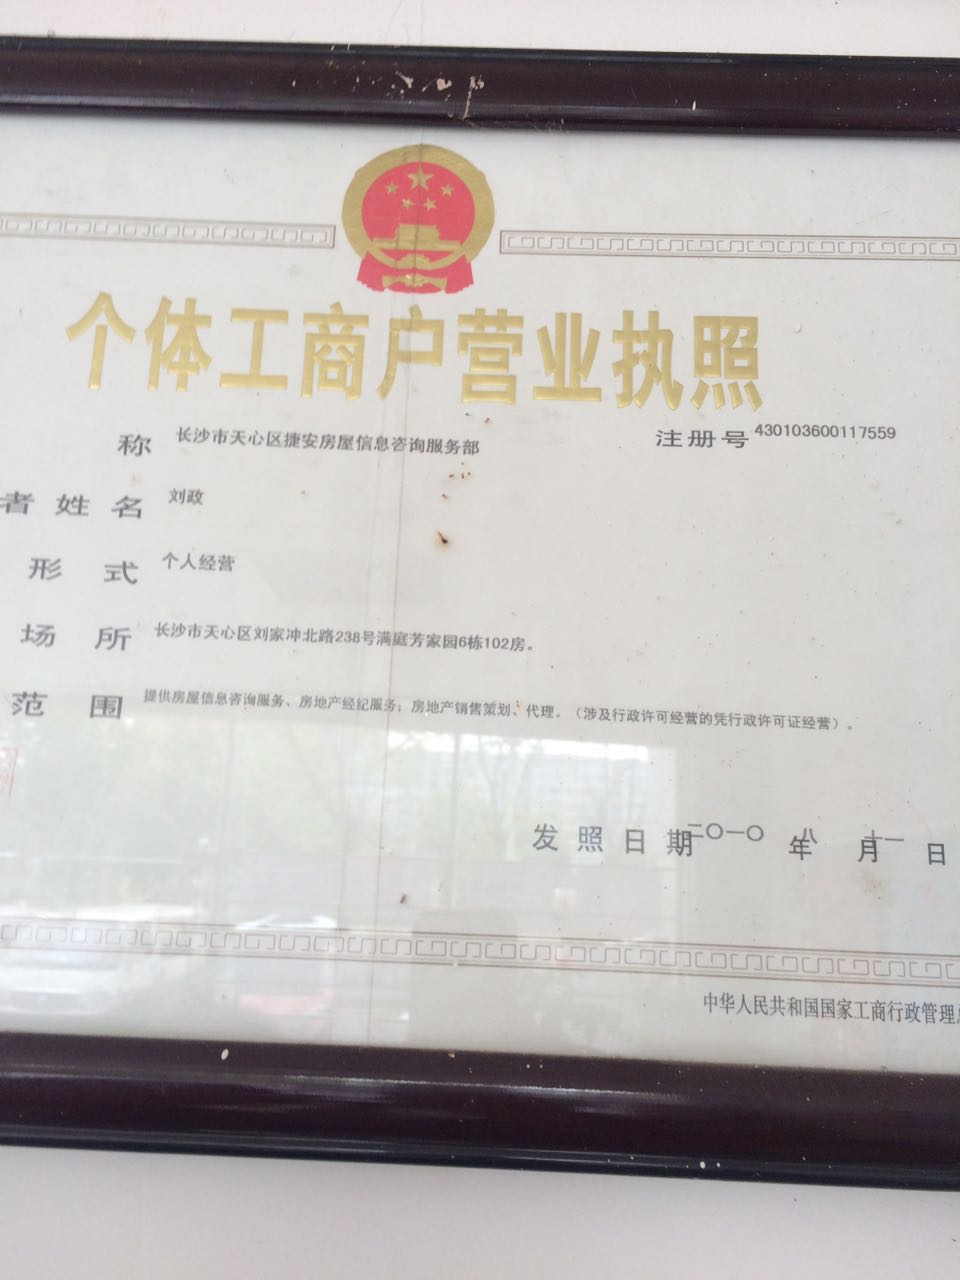 个体工商户营业执照
称 长沙市天心区捷安房屋信息咨询服务部 注册号 430103600117559
者姓名 刘政
形式 个人经营
场所 长沙市天心区刘家冲北路238号满庭芳家园6栋102房。
范围 提供房屋信息咨询服务、房地产经纪服务；房地产销售策划、代理。（涉及行政许可经营的凭行政许可证经营）。
发照日期 二〇一〇 年 八 月 十一 日
中华人民共和国国家工商行政管理